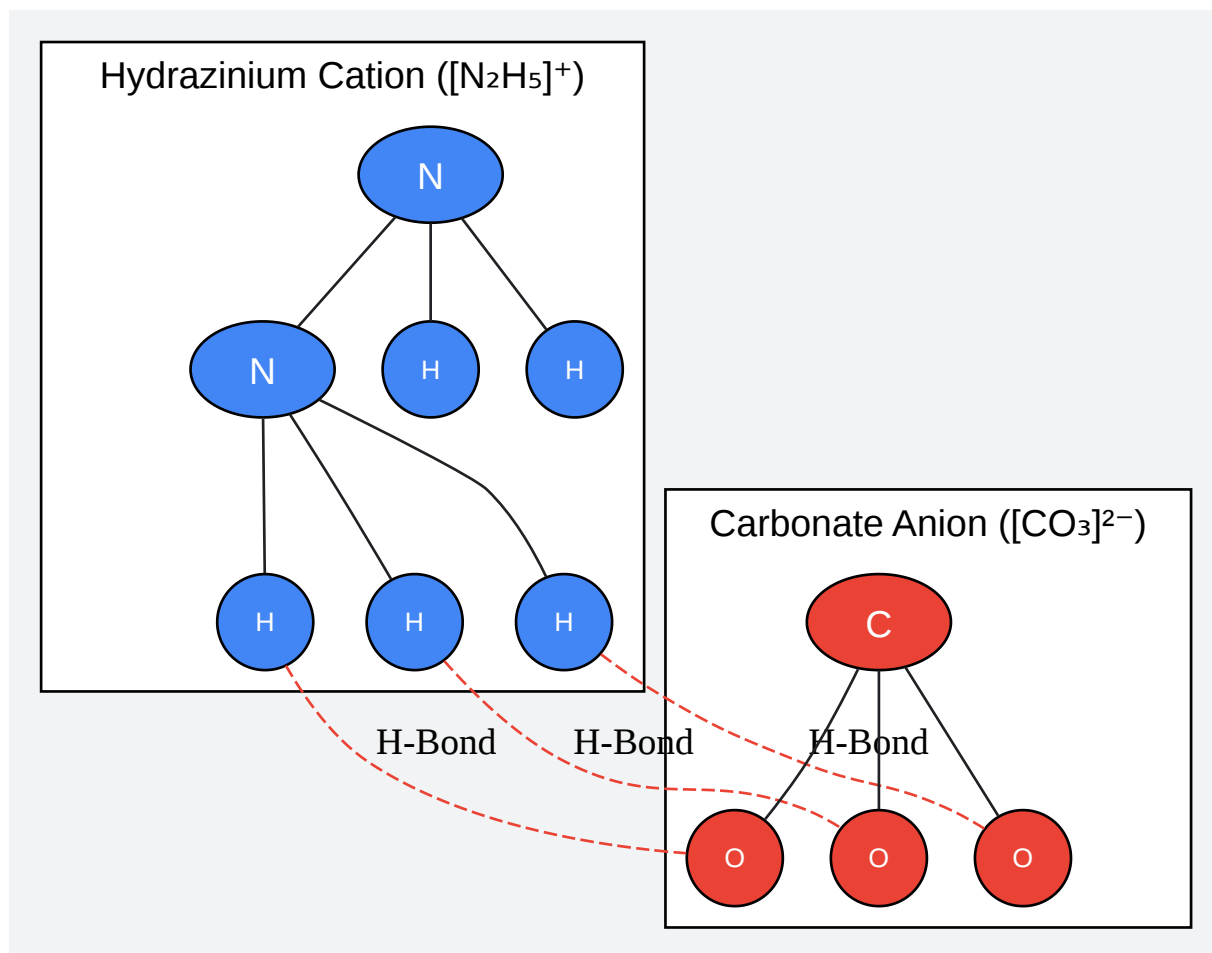 Hydrazinium Cation ([N₂H₅]⁺)
N
N
H
H
Carbonate Anion ([CO₃]²⁻)
H
H
H
C
H-Bond
H-Bond
H-Bond
O
O
O